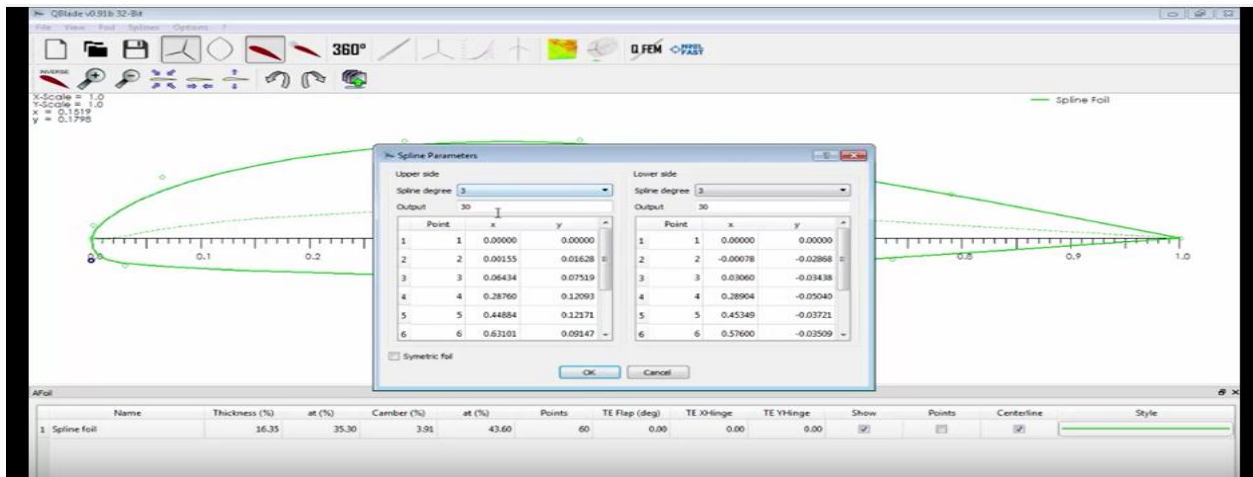 QBlade v0.91b 32-Bit
File View Foil Splines Options ?
360° Q FEM NREL FAST
INVERSE
X-Scale = 1.0
Y-Scale = 1.0
x = 0.1519
y = 0.1798
Spline Foil
Spline Parameters
Upper side
Spline degree 3
Output 30
Point x y
1 1 0.00000 0.00000
2 2 0.00155 0.01628
3 3 0.06434 0.07519
4 4 0.28760 0.12093
5 5 0.44884 0.12171
6 6 0.63101 0.09147
Lower side
Spline degree 3
Output 30
Point x y
1 1 0.00000 0.00000
2 2 -0.00078 -0.02868
3 3 0.03060 -0.03438
4 4 0.28904 -0.05040
5 5 0.45349 -0.03721
6 6 0.57600 -0.03509
Symetric foil
OK Cancel
0.0 0.1 0.2 0.8 0.9 1.0
AFoil
Name Thickness (%) at (%) Camber (%) at (%) Points TE Flap (deg) TE XHinge TE YHinge Show Points Centerline Style
1 Spline foil 16.35 35.30 3.91 43.60 60 0.00 0.00 0.00